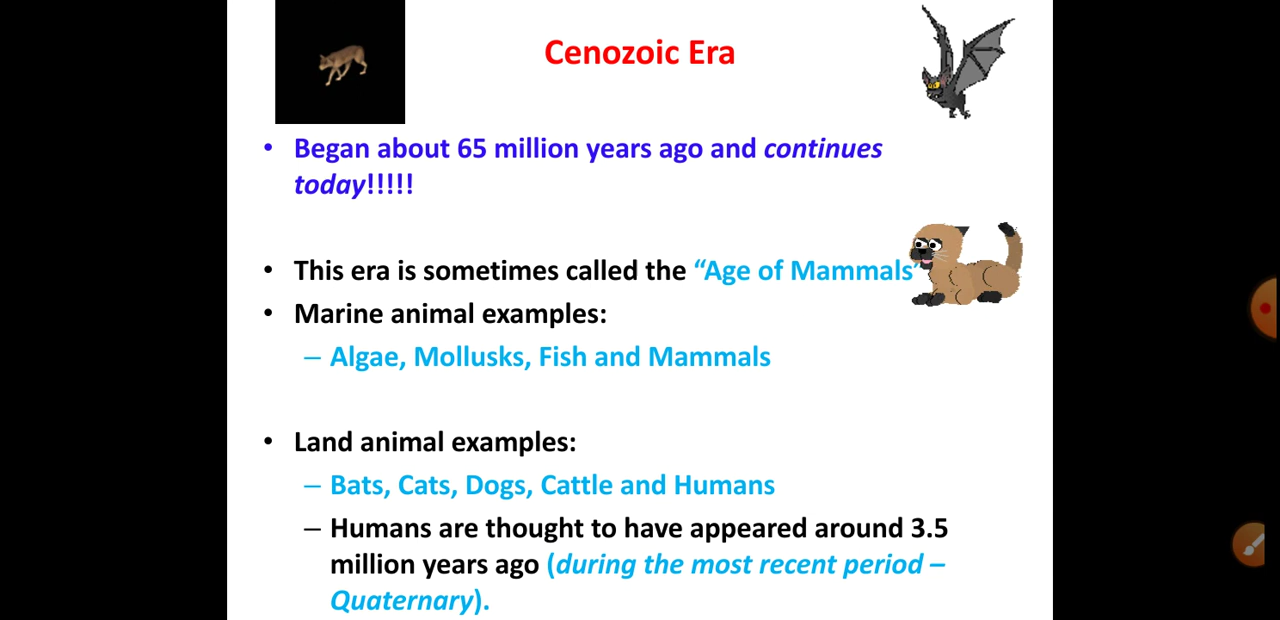 Cenozoic Era
• Began about 65 million years ago and continues
today!!!!!
• This era is sometimes called the “Age of Mammals”
• Marine animal examples:
– Algae, Mollusks, Fish and Mammals
• Land animal examples:
– Bats, Cats, Dogs, Cattle and Humans
– Humans are thought to have appeared around 3.5
million years ago (during the most recent period –
Quaternary).